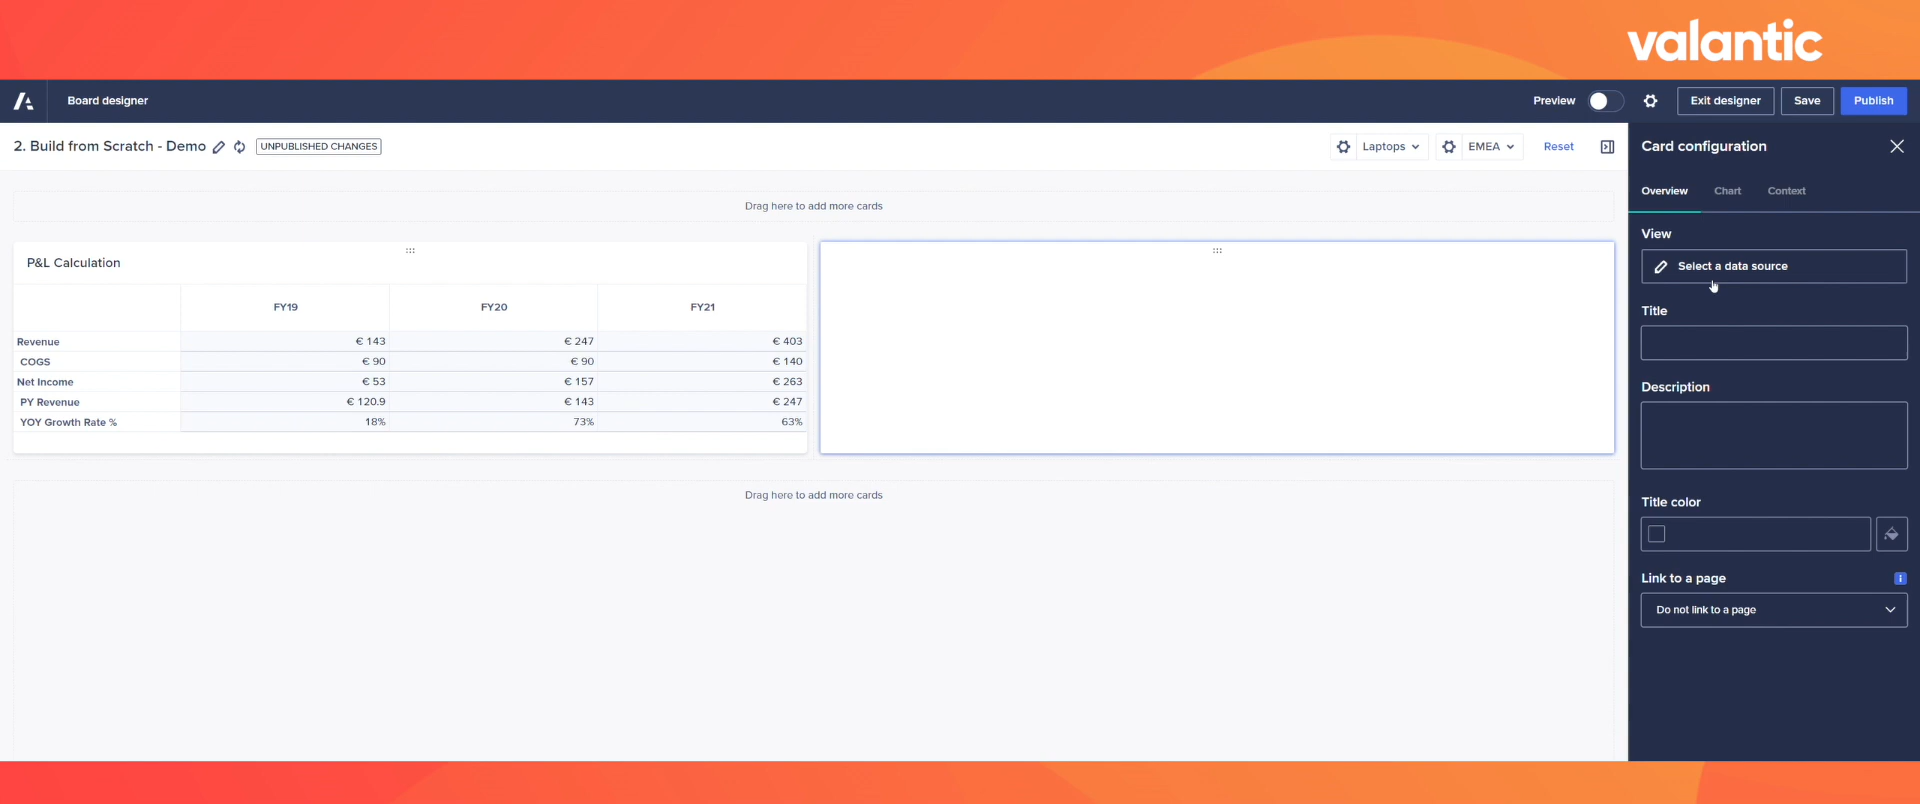 valantic
Board designer
Preview
Exit designer
Save
Publish
2. Build from Scratch - Demo
UNPUBLISHED CHANGES
Laptops
EMEA
Reset
Drag here to add more cards
P&L Calculation
FY19 FY20 FY21
Revenue € 143 € 247 € 403
COGS € 90 € 90 € 140
Net Income € 53 € 157 € 263
PY Revenue € 120.9 € 143 € 247
YOY Growth Rate % 18% 73% 63%
Drag here to add more cards
Card configuration
Overview Chart Context
View
Select a data source
Title
Description
Title color
Link to a page
i
Do not link to a page